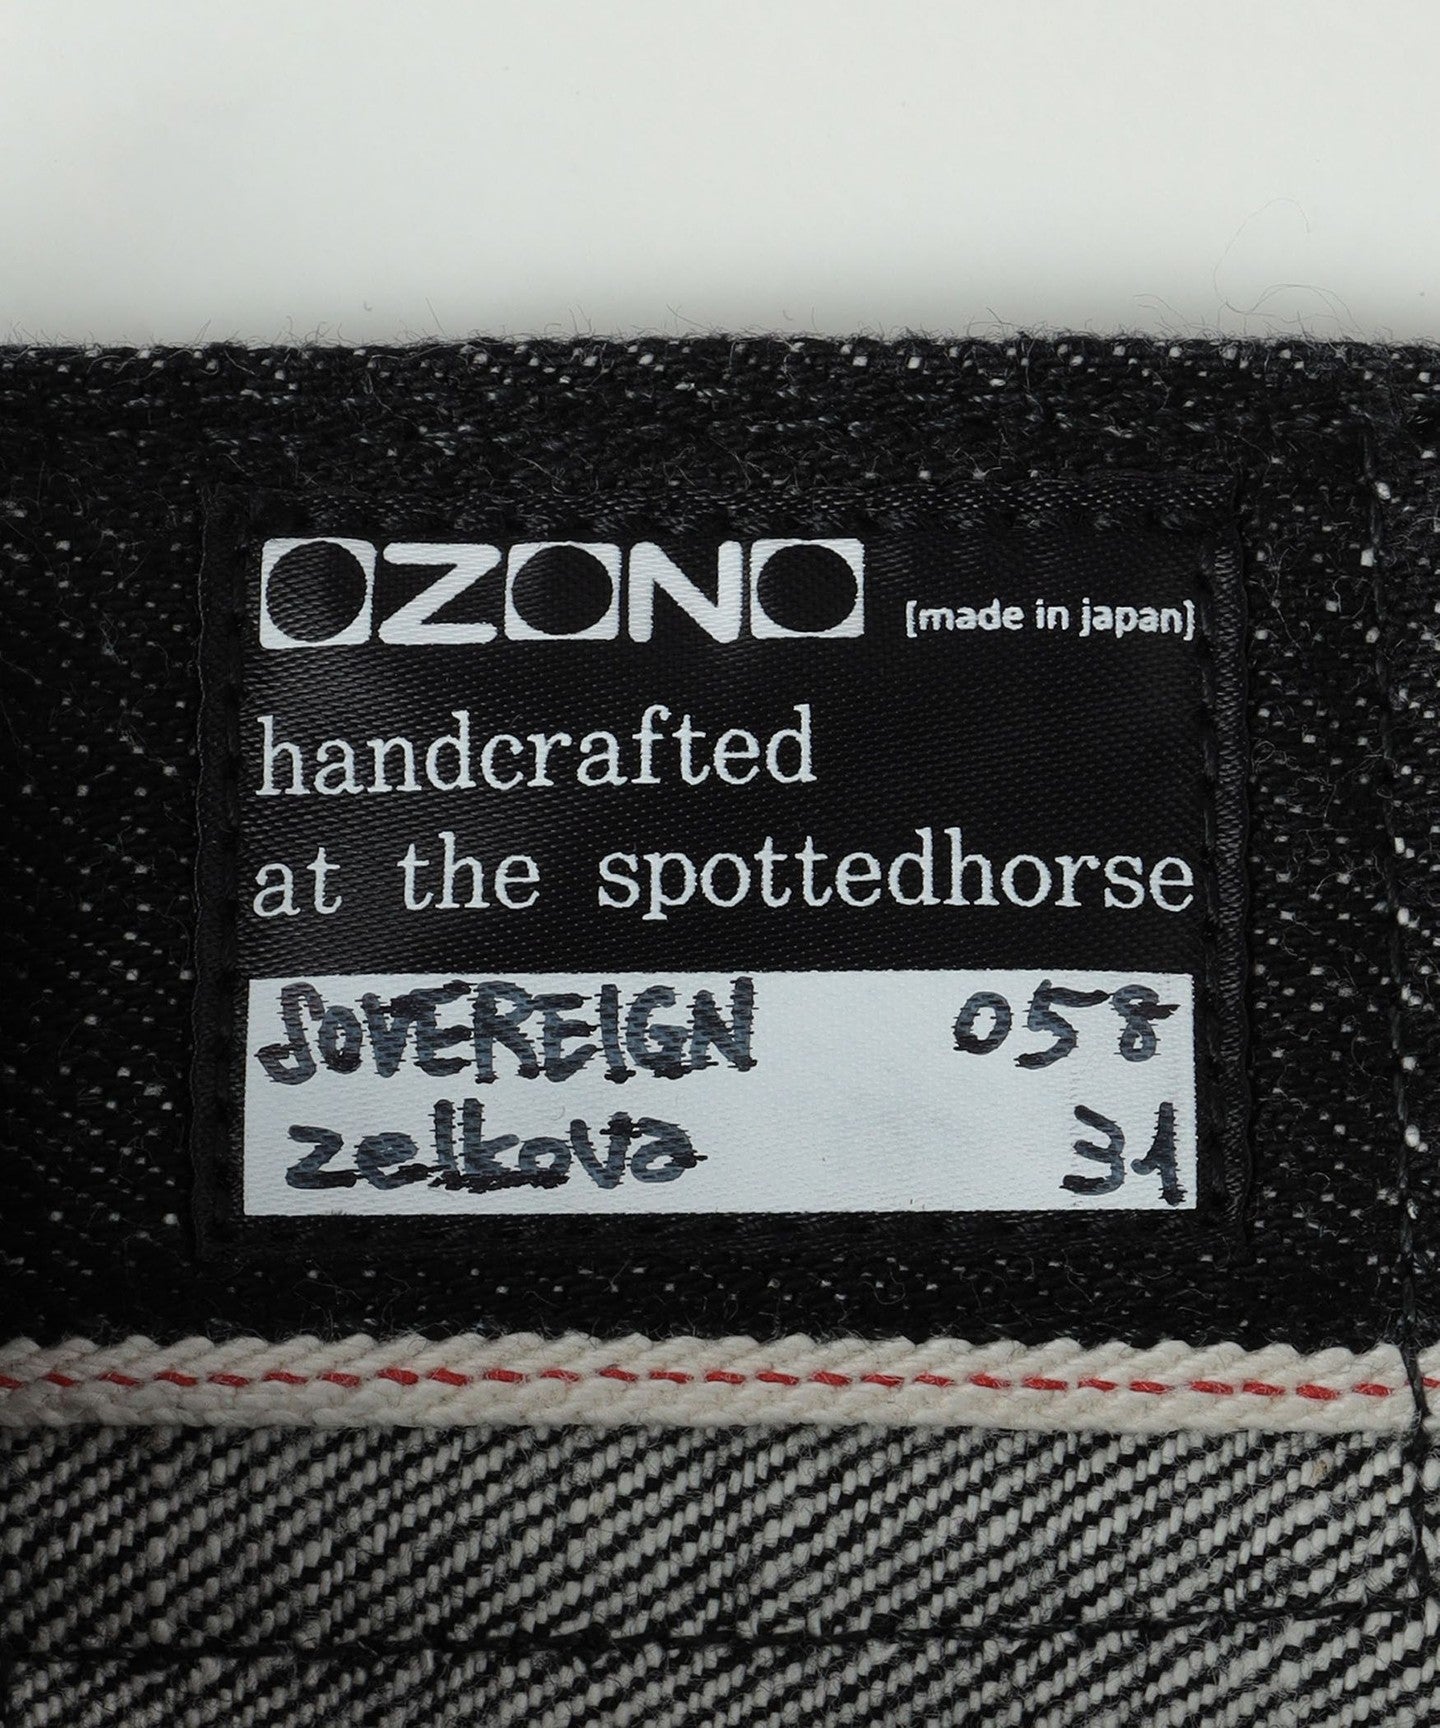 OZONO [made in japan}
handcrafted
at the spottedhorse
SOVEREIGN 058
zelkova 31